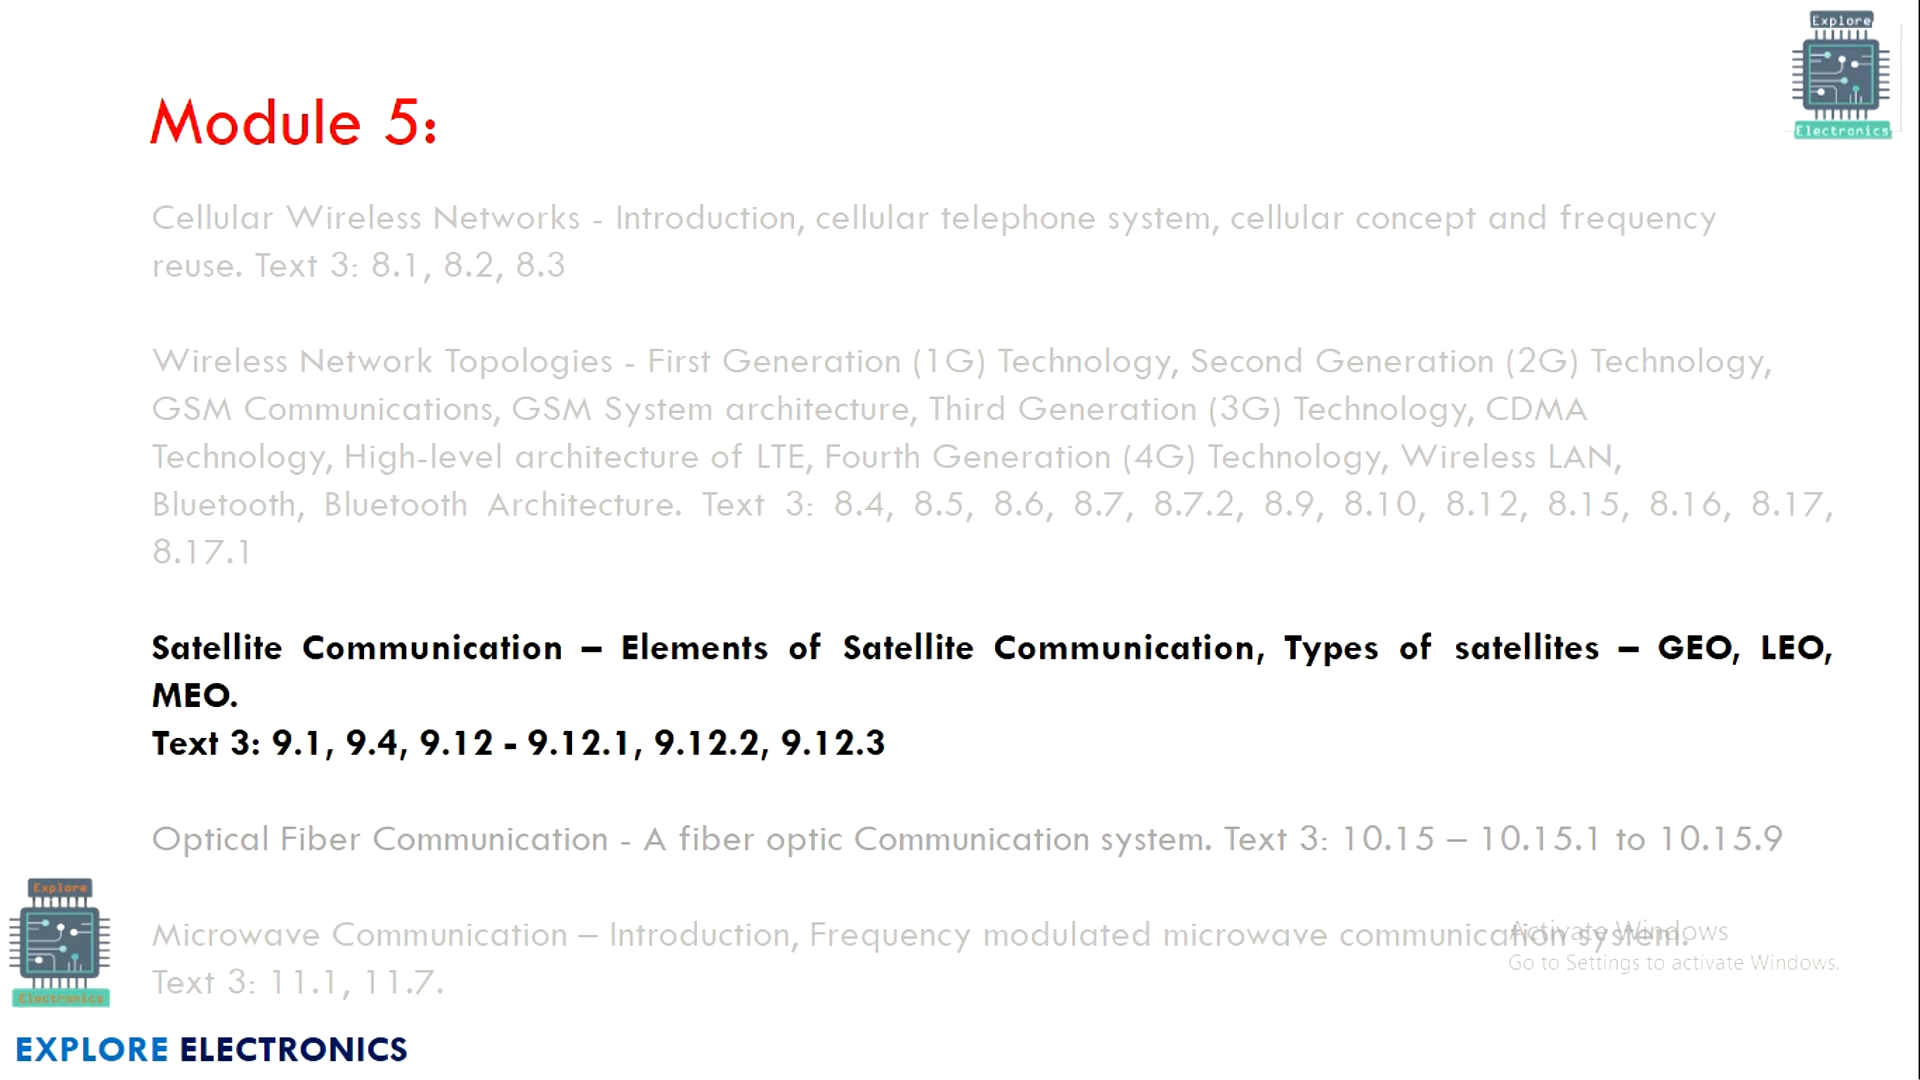 Explore
Electronics
Module 5:
Cellular Wireless Networks - Introduction, cellular telephone system, cellular concept and frequency
reuse. Text 3: 8.1, 8.2, 8.3
Wireless Network Topologies - First Generation (1G) Technology, Second Generation (2G) Technology,
GSM Communications, GSM System architecture, Third Generation (3G) Technology, CDMA
Technology, High-level architecture of LTE, Fourth Generation (4G) Technology, Wireless LAN,
Bluetooth, Bluetooth Architecture. Text 3: 8.4, 8.5, 8.6, 8.7, 8.7.2, 8.9, 8.10, 8.12, 8.15, 8.16, 8.17,
8.17.1
Satellite Communication – Elements of Satellite Communication, Types of satellites – GEO, LEO,
MEO.
Text 3: 9.1, 9.4, 9.12 - 9.12.1, 9.12.2, 9.12.3
Optical Fiber Communication - A fiber optic Communication system. Text 3: 10.15 – 10.15.1 to 10.15.9
Microwave Communication – Introduction, Frequency modulated microwave communication system.
Text 3: 11.1, 11.7.
Activate Windows
Go to Settings to activate Windows.
Explore
Electronics
EXPLORE ELECTRONICS